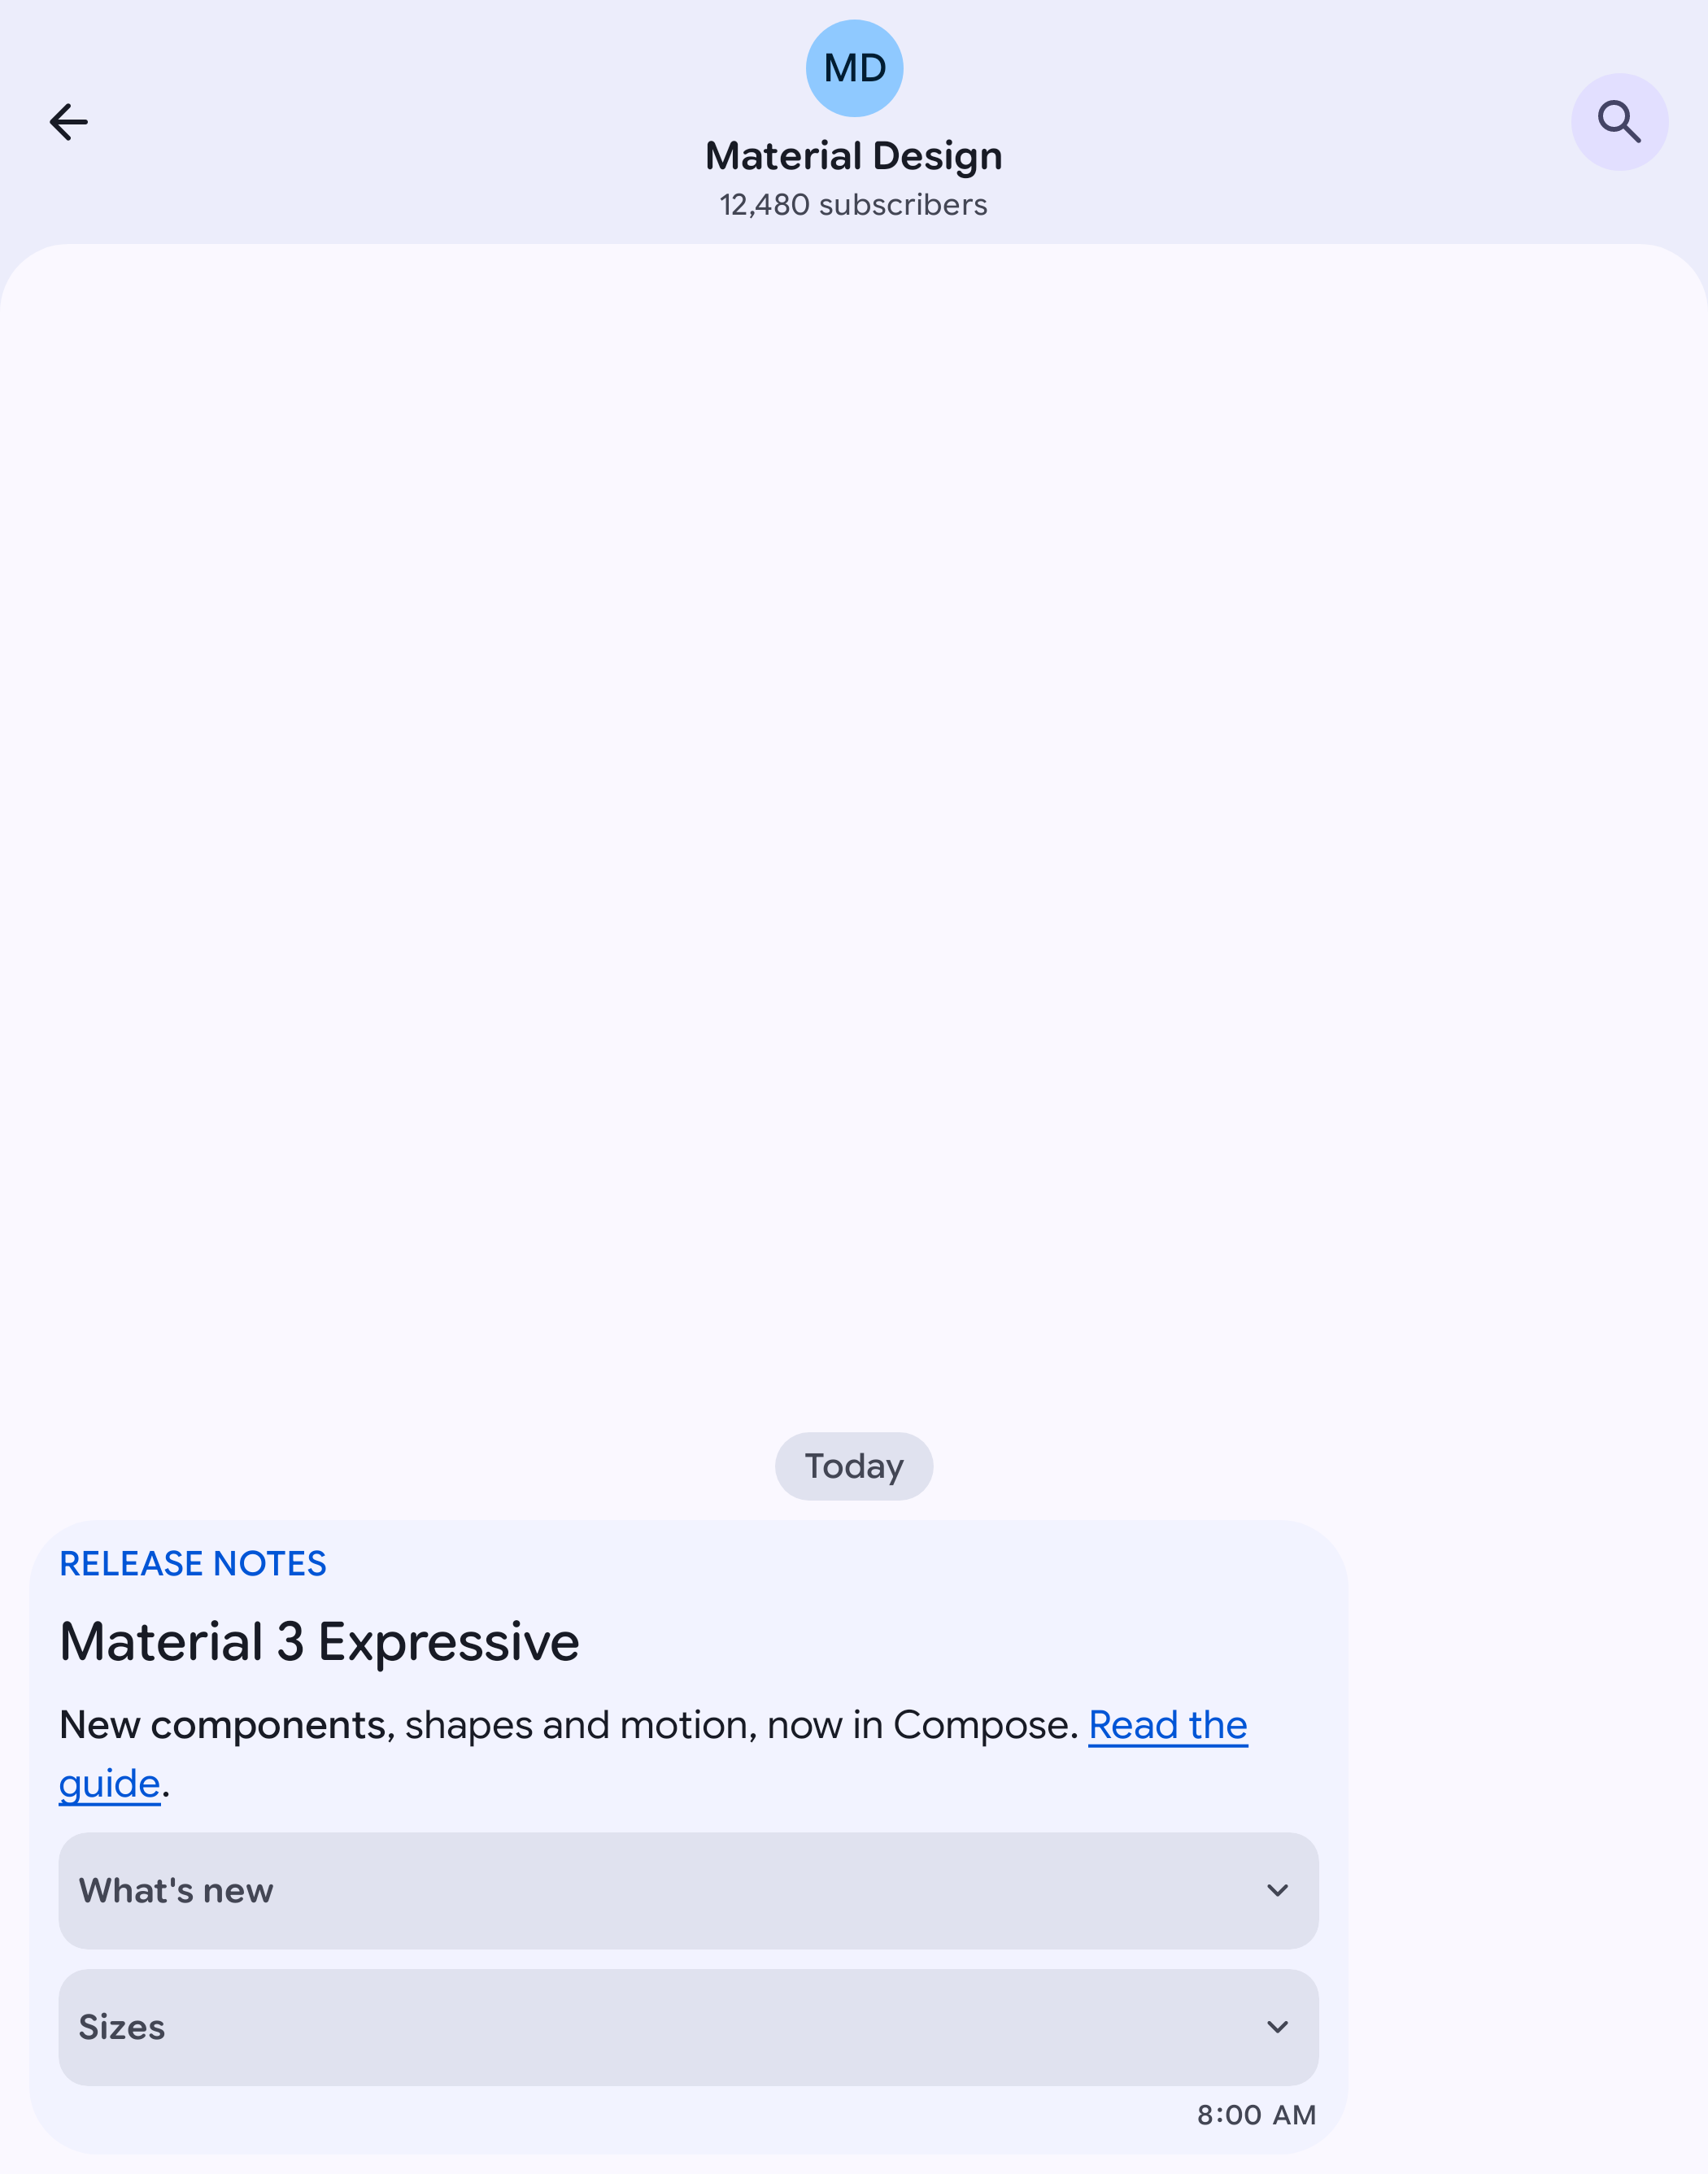 MD
Material Design
12,480 subscribers
Today
RELEASE NOTES
Material 3 Expressive
New components, shapes and motion, now in Compose. Read the
guide.
What's new
Sizes
8:00 AM